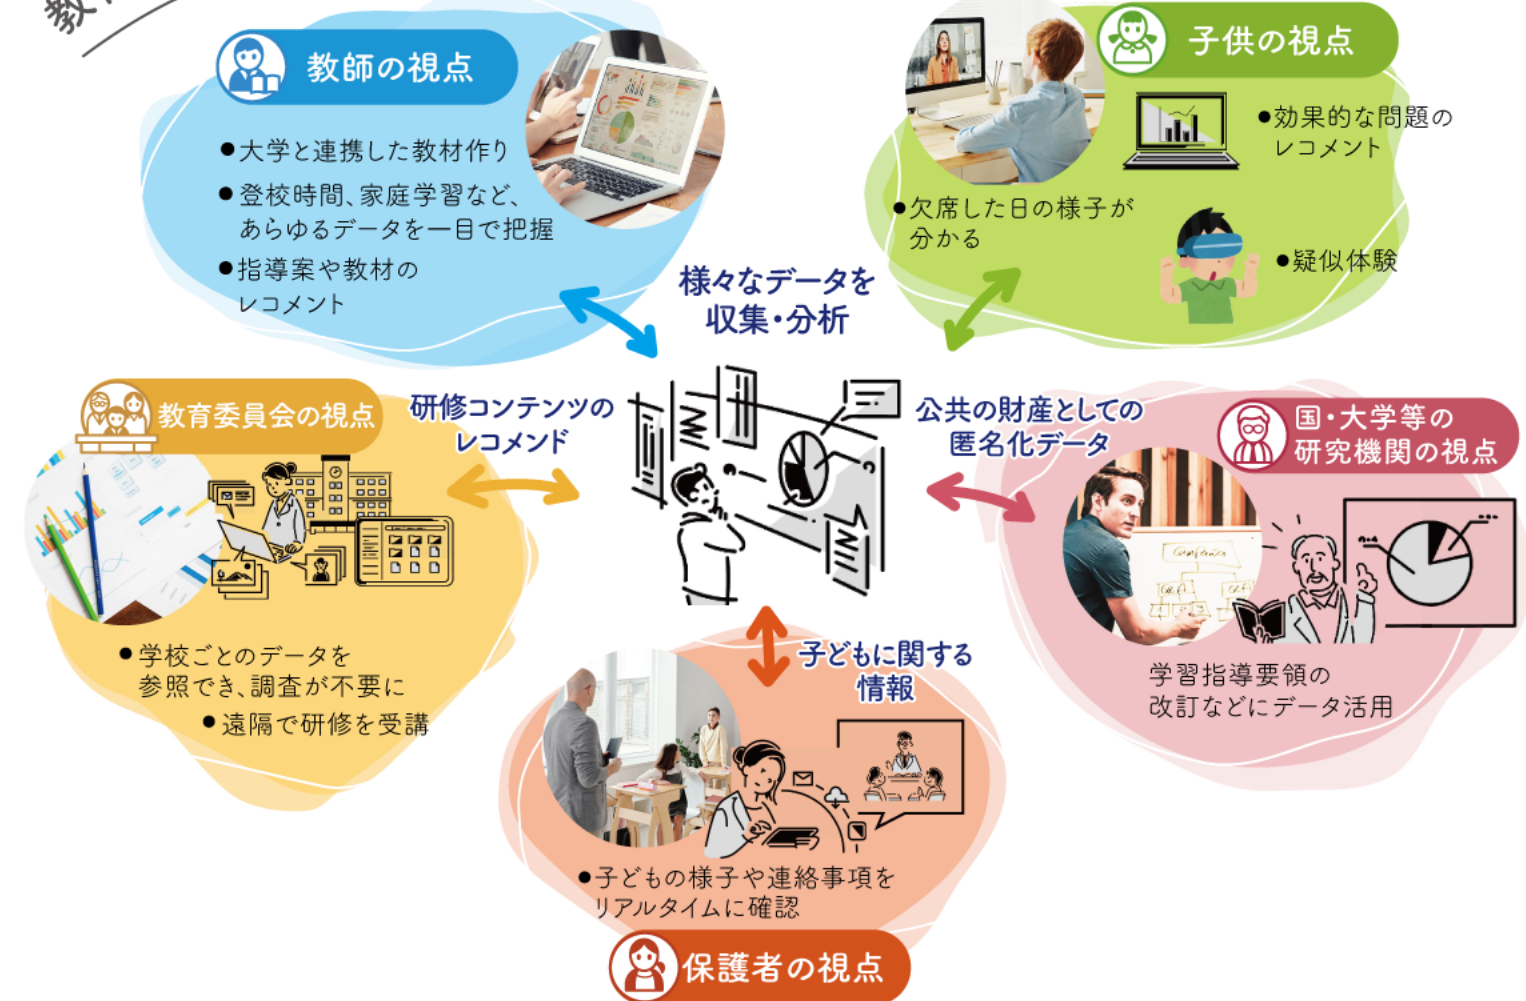 教師の視点
●大学と連携した教材作り
●登校時間、家庭学習など、
あらゆるデータを一目で把握
●指導案や教材の
レコメント
子供の視点
●効果的な問題の
レコメント
●欠席した日の様子が
分かる
●疑似体験
様々なデータを
収集・分析
教育委員会の視点
研修コンテンツの
レコメンド
●学校ごとのデータを
参照でき、調査が不要に
●遠隔で研修を受講
公共の財産としての
匿名化データ
国・大学等の
研究機関の視点
学習指導要領の
改訂などにデータ活用
子どもに関する
情報
●子どもの様子や連絡事項を
リアルタイムに確認
保護者の視点